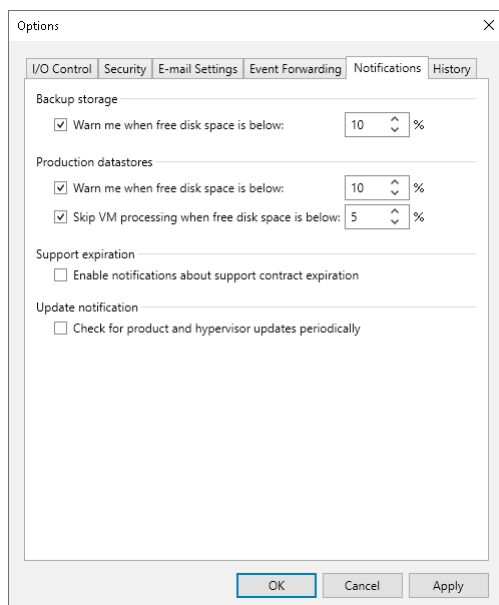 Options
I/O Control Security E-mail Settings Event Forwarding Notifications History
Backup storage
Warn me when free disk space is below: 10 %
Production datastores
Warn me when free disk space is below: 10 %
Skip VM processing when free disk space is below: 5 %
Support expiration
Enable notifications about support contract expiration
Update notification
Check for product and hypervisor updates periodically
OK Cancel Apply